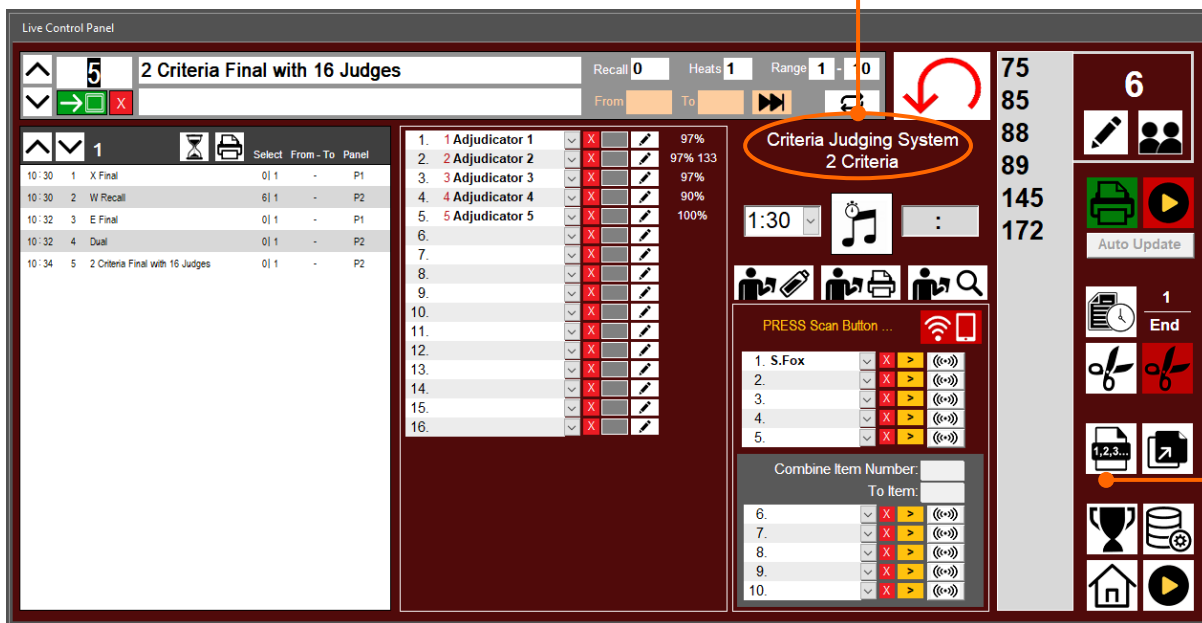 Live Control Panel
5 2 Criteria Final with 16 Judges Recall 0 Heats 1 Range 1 - 10
X From To
1 Select From - To Panel
10:30 1 X Final 0| 1 - P1
10:30 2 W Recall 6| 1 - P2
10:32 3 E Final 0| 1 - P1
10:32 4 Dual 0| 1 - P2
10:34 5 2 Criteria Final with 16 Judges 0| 1 - P2
1. 1 Adjudicator 1 X 97%
2. 2 Adjudicator 2 X 97% 133
3. 3 Adjudicator 3 X 97%
4. 4 Adjudicator 4 X 90%
5. 5 Adjudicator 5 X 100%
6. X
7. X
8. X
9. X
10. X
11. X
12. X
13. X
14. X
15. X
16. X
Criteria Judging System
2 Criteria
1:30 :
PRESS Scan Button ...
1. S.Fox X > ((•))
2. X > ((•))
3. X > ((•))
4. X > ((•))
5. X > ((•))
Combine Item Number:
To Item:
6. X > ((•))
7. X > ((•))
8. X > ((•))
9. X > ((•))
10. X > ((•))
75
85
88
89
145
172
6
Auto Update
1
End
1,2,3...